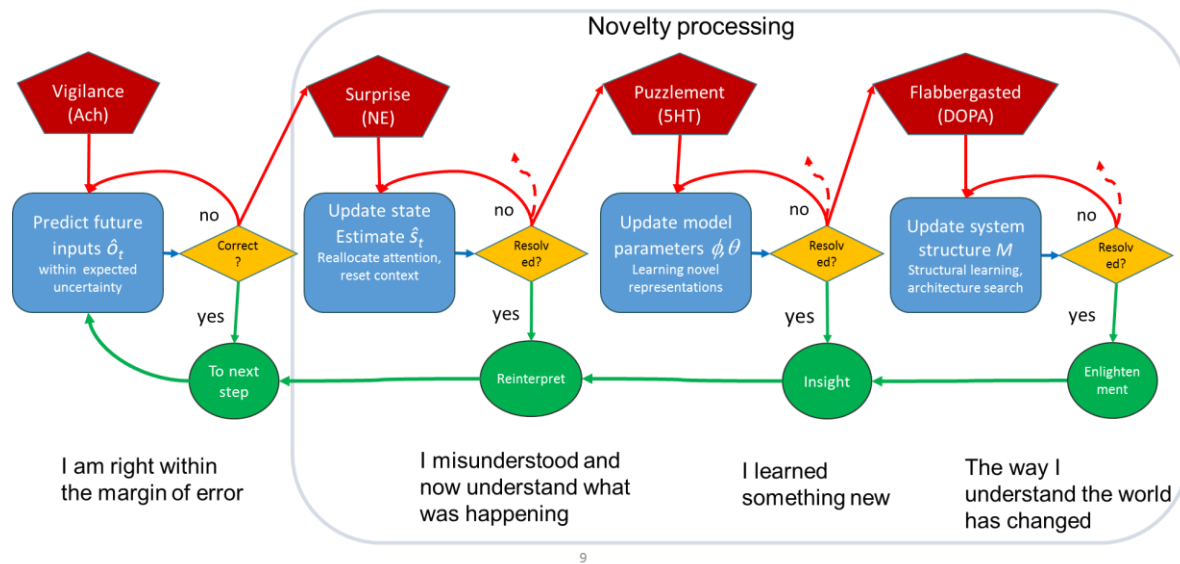 Novelty processing
Vigilance
(Ach)
Surprise
(NE)
Puzzlement
(5HT)
Flabbergasted
(DOPA)
Predict future
inputs ô_t
within expected
uncertainty
no
Correct
?
yes
To next
step
Update state
Estimate ŝ_t
Reallocate attention,
reset context
no
Resolv
ed?
yes
Reinterpret
Update model
parameters ϕ,θ
Learning novel
representations
no
Resolv
ed?
yes
Insight
Update system
structure M
Structural learning,
architecture search
no
Resolv
ed?
yes
Enlighten
ment
I am right within
the margin of error
I misunderstood and
now understand what
was happening
I learned
something new
The way I
understand the world
has changed
9